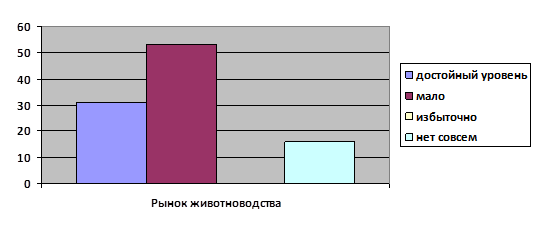 60
50
40
30
20
10
0
Рынок животноводства
достойный уровень
мало
избыточно
нет совсем